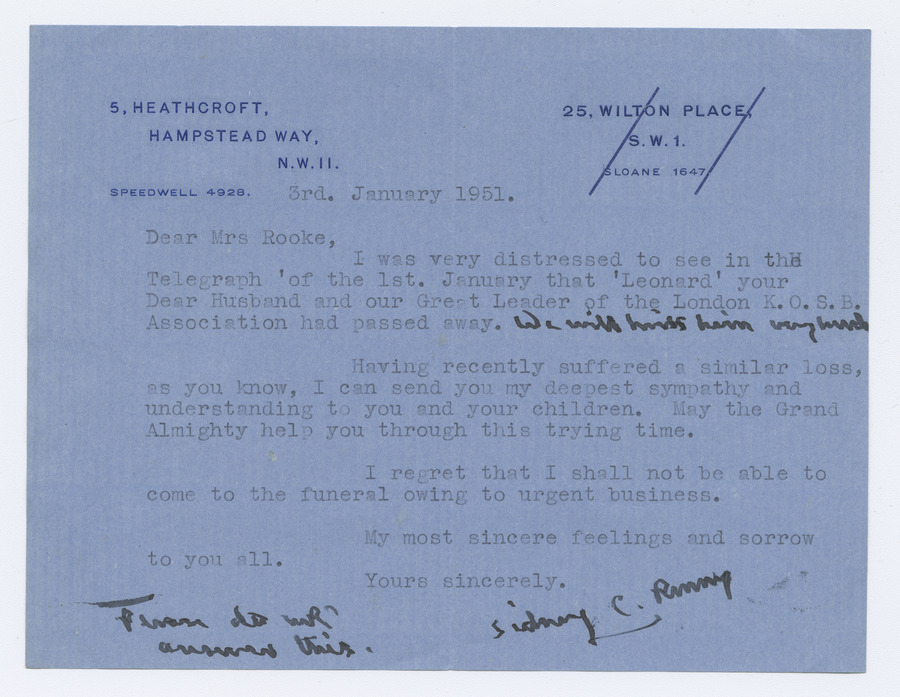 5, HEATHCROFT,
HAMPSTEAD WAY,
N.W.11.
SPEEDWELL 4928.
25, WILTON PLACE,
S.W.1.
SLOANE 1647.
3rd. January 1951.
Dear Mrs Rooke,
I was very distressed to see in thH
Telegraph 'of the 1st. January that 'Leonard' your
Dear Husband and our Great Leader of the London K.O.S.B.
Association had passed away. We will miss him very much
Having recently suffered a similar loss,
as you know, I can send you my deepest sympathy and
understanding to you and your children. May the Grand
Almighty help you through this trying time.
I regret that I shall not be able to
come to the funeral owing to urgent business.
My most sincere feelings and sorrow
to you all.
Yours sincerely.
Sidney C.
Please do not
answer this.